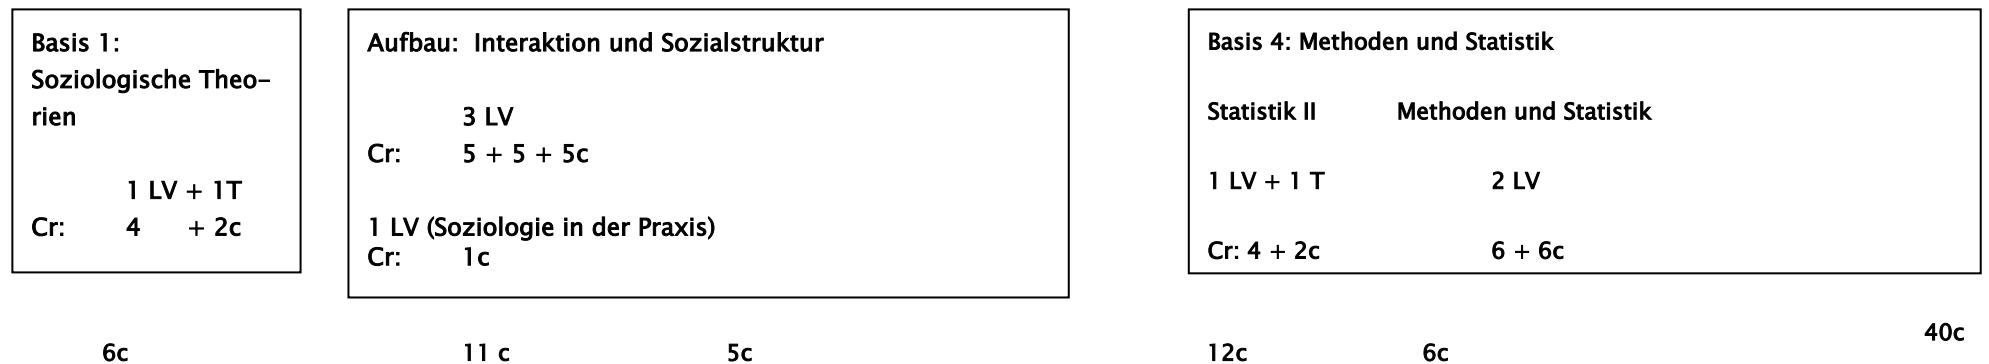 Basis 1:
Soziologische Theo-
rien
1 LV + 1T
Cr: 4 + 2c
Aufbau: Interaktion und Sozialstruktur
3 LV
Cr: 5 + 5 + 5c
1 LV (Soziologie in der Praxis)
Cr: 1c
Basis 4: Methoden und Statistik
Statistik II Methoden und Statistik
1 LV + 1 T 2 LV
Cr: 4 + 2c 6 + 6c
6c 11 c 5c 12c 6c 40c